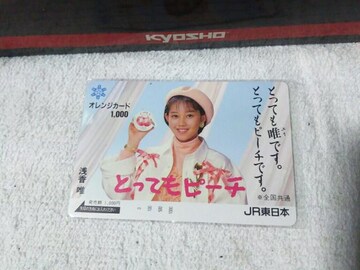 KYOSHO
オレンジカード
1,000
とっても唯です。
とってもピーチです。
浅香 唯
とってもピーチ
※全国共通
JR東日本